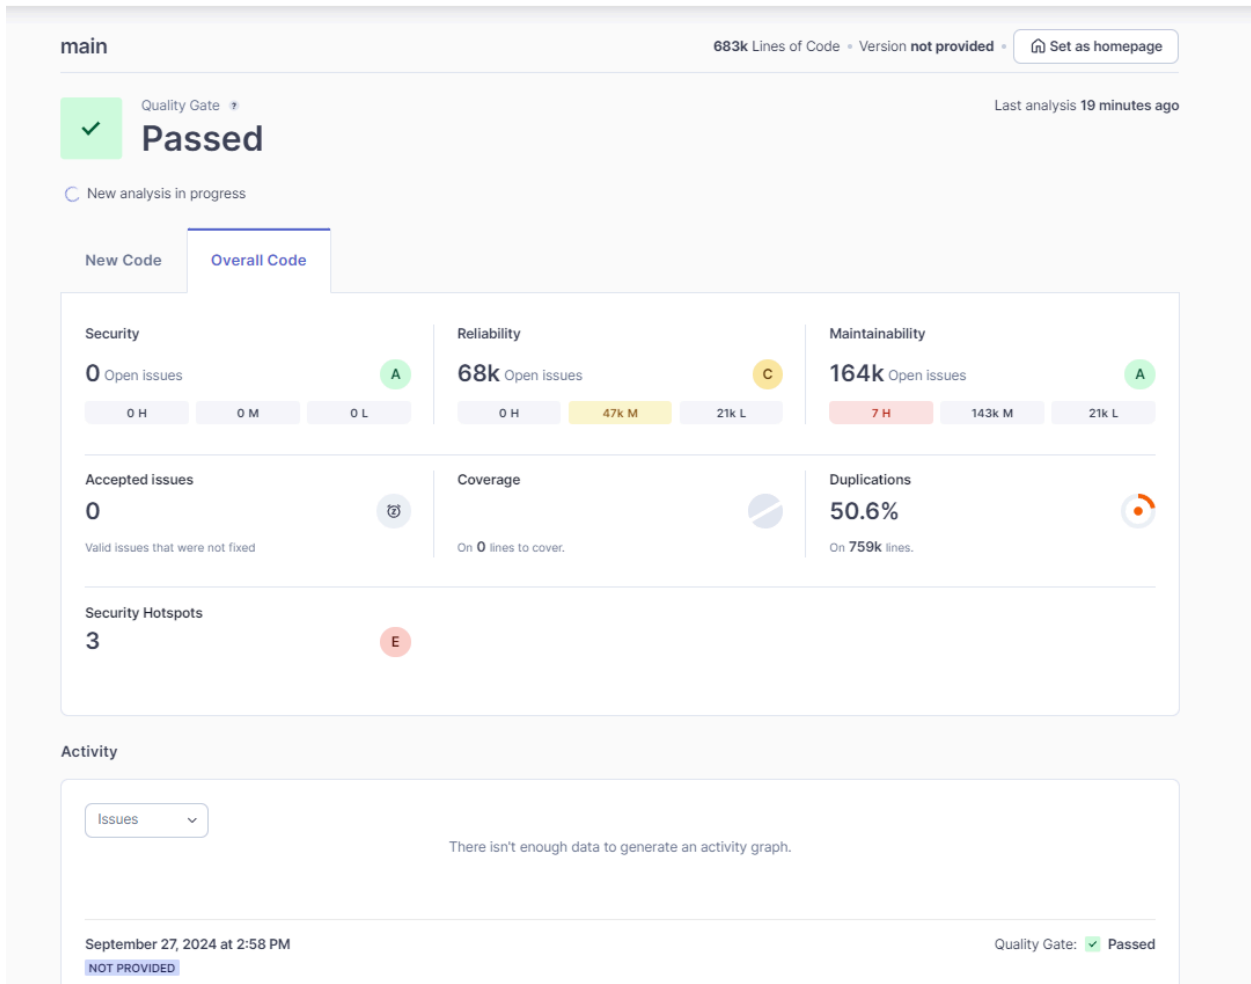 main
683k Lines of Code • Version not provided • Set as homepage
Quality Gate ?
Passed
Last analysis 19 minutes ago
New analysis in progress
New Code
Overall Code
Security
0 Open issues
A
0 H
0 M
0 L
Reliability
68k Open issues
C
0 H
47k M
21k L
Maintainability
164k Open issues
A
7 H
143k M
21k L
Accepted issues
0
Valid issues that were not fixed
Coverage
On 0 lines to cover.
Duplications
50.6%
On 759k lines.
Security Hotspots
3
E
Activity
Issues
There isn't enough data to generate an activity graph.
September 27, 2024 at 2:58 PM
Quality Gate: Passed
NOT PROVIDED